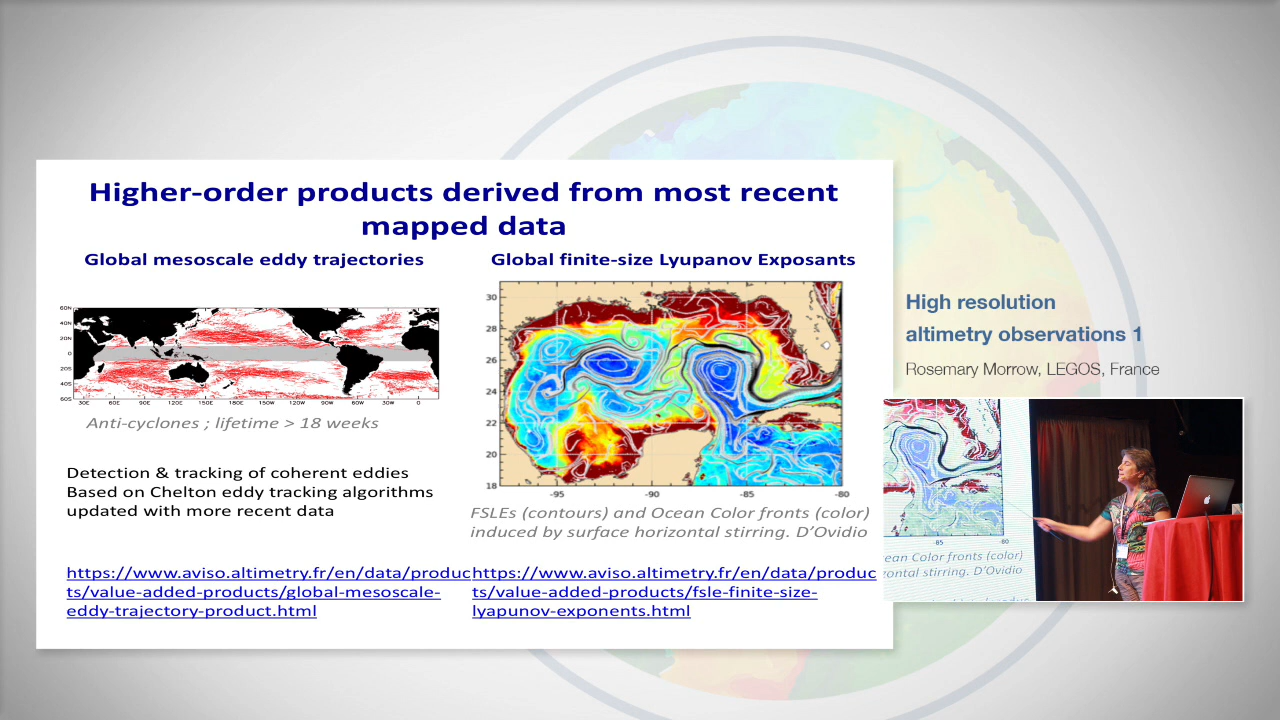 Higher-order products derived from most recent
mapped data
Global mesoscale eddy trajectories
60N
40N
20N
0
20S
40S
60S
30E 60E 90E 120E 150E 180E 150W 120W 90W 60W 30W 0
Anti-cyclones ; lifetime > 18 weeks
Detection & tracking of coherent eddies
Based on Chelton eddy tracking algorithms
updated with more recent data
https://www.aviso.altimetry.fr/en/data/produc
ts/value-added-products/global-mesoscale-
eddy-trajectory-product.html
Global finite-size Lyupanov Exposants
30
28
26
24
22
20
18
-95 -90 -85 -80
FSLEs (contours) and Ocean Color fronts (color)
induced by surface horizontal stirring. D’Ovidio
https://www.aviso.altimetry.fr/en/data/produc
ts/value-added-products/fsle-finite-size-
lyapunov-exponents.html
High resolution
altimetry observations 1
Rosemary Morrow, LEGOS, France
-85 -80
ean Color fronts (color)
zontal stirring. D’Ovidio